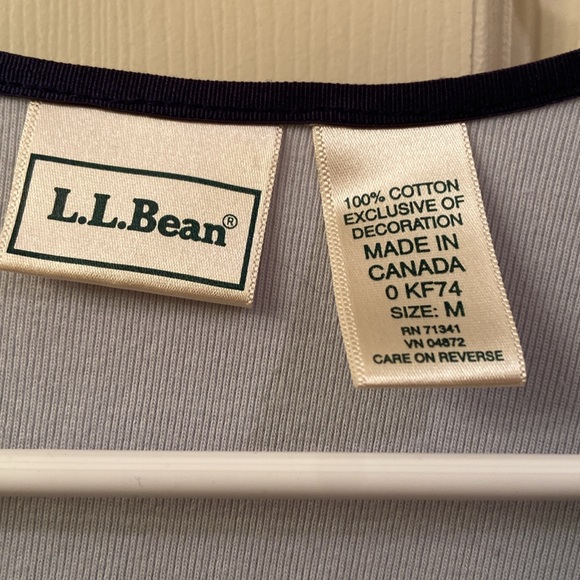 L.L.Bean®
100% COTTON
EXCLUSIVE OF
DECORATION
MADE IN
CANADA
0 KF74
SIZE: M
RN 71341
VN 04872
CARE ON REVERSE